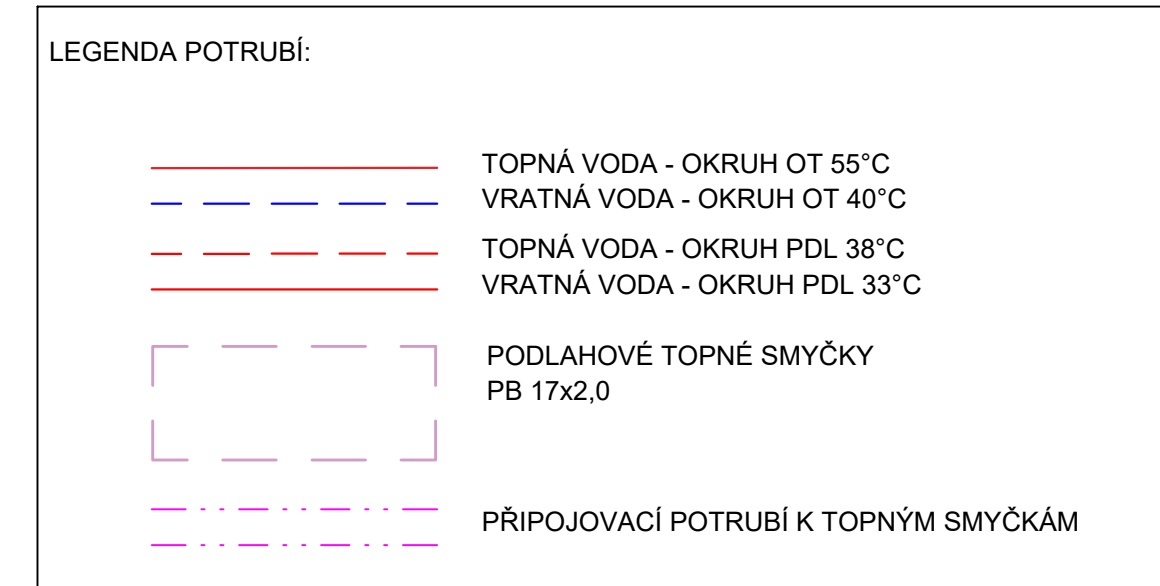 LEGENDA POTRUBÍ:
TOPNÁ VODA - OKRUH OT 55°C
VRATNÁ VODA - OKRUH OT 40°C
TOPNÁ VODA - OKRUH PDL 38°C
VRATNÁ VODA - OKRUH PDL 33°C
PODLAHOVÉ TOPNÉ SMYČKY
PB 17x2,0
PŘIPOJOVACÍ POTRUBÍ K TOPNÝM SMYČKÁM